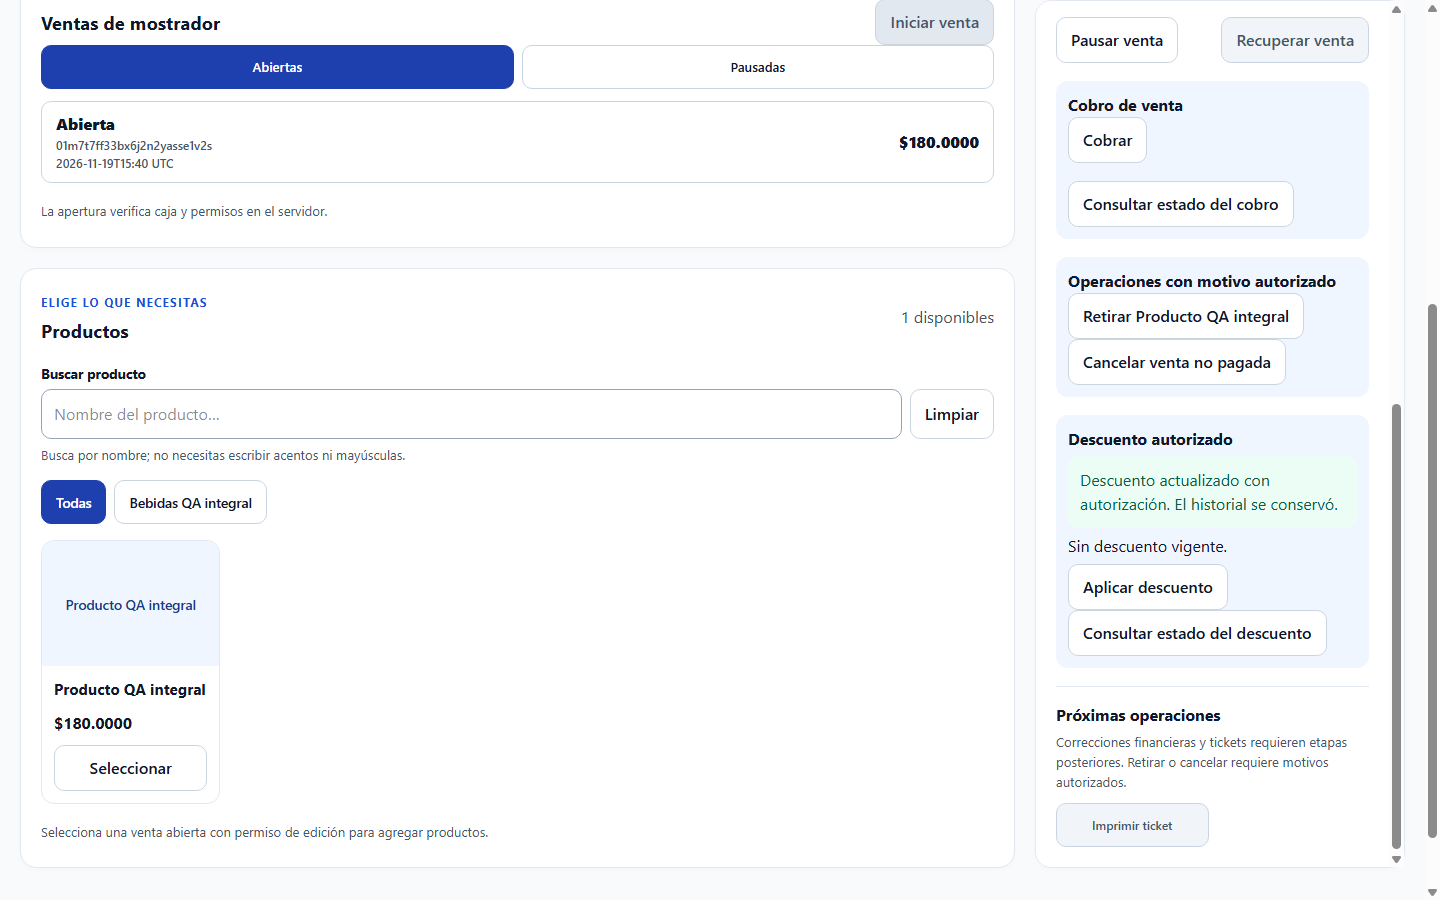 Ventas de mostrador
Iniciar venta
Abiertas
Pausadas
Abierta
01m7t7ff33bx6j2n2yasse1v2s
2026-11-19T15:40 UTC
$180.0000
La apertura verifica caja y permisos en el servidor.
ELIGE LO QUE NECESITAS
Productos
1 disponibles
Buscar producto
Nombre del producto...
Limpiar
Busca por nombre; no necesitas escribir acentos ni mayúsculas.
Todas
Bebidas QA integral
Producto QA integral
Producto QA integral
$180.0000
Seleccionar
Selecciona una venta abierta con permiso de edición para agregar productos.
Pausar venta
Recuperar venta
Cobro de venta
Cobrar
Consultar estado del cobro
Operaciones con motivo autorizado
Retirar Producto QA integral
Cancelar venta no pagada
Descuento autorizado
Descuento actualizado con
autorización. El historial se conservó.
Sin descuento vigente.
Aplicar descuento
Consultar estado del descuento
Próximas operaciones
Correcciones financieras y tickets requieren etapas
posteriores. Retirar o cancelar requiere motivos
autorizados.
Imprimir ticket